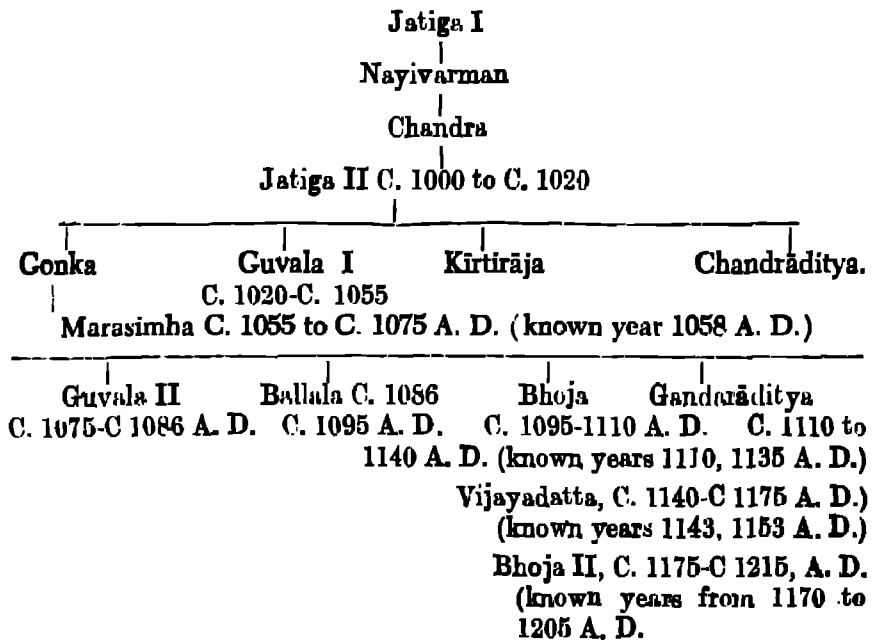 Jatiga I
Nayivarman
Chandra
Jatiga II C. 1000 to C. 1020
Gonka Guvala I Kīrtirāja Chandrāditya.
C. 1020-C. 1055
Marasimha C. 1055 to C. 1075 A. D. (known year 1058 A. D.)
Guvala II Ballala C. 1086 Bhoja Gandarāditya
C. 1075-C 1086 A. D. C. 1095 A. D. C. 1095-1110 A. D. C. 1110 to
1140 A. D. (known years 1110, 1135 A. D.)
Vijayadatta, C. 1140-C 1175 A. D.)
(known years 1143, 1153 A. D.)
Bhoja II, C. 1175-C 1215, A. D.
(known years from 1170 to
1205 A. D.